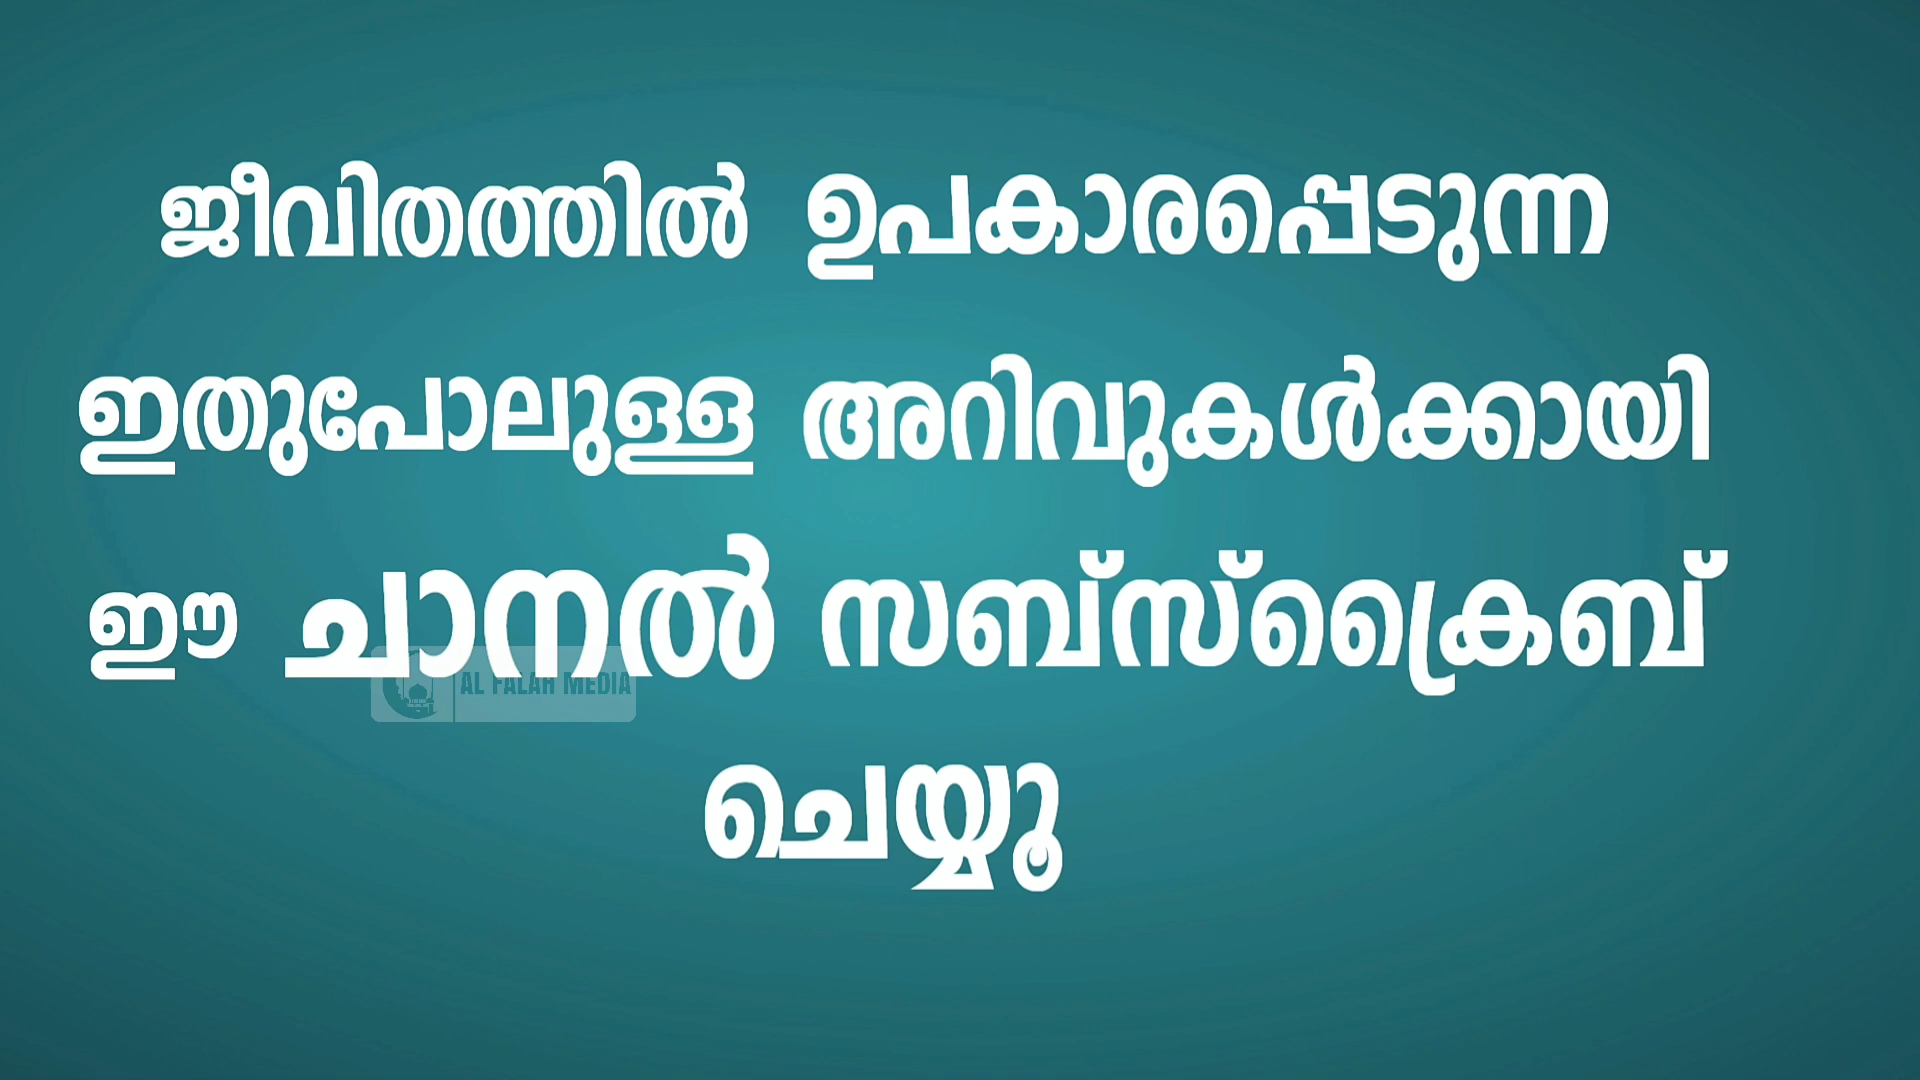 ജീവിതത്തിൽ ഉപകാരപ്പെടുന്ന
ഇതുപോലുള്ള അറിവുകൾക്കായി
ഈ ചാനൽ സബ്സ്ക്രൈബ്
AL FALAH MEDIA
ചെയ്യൂ